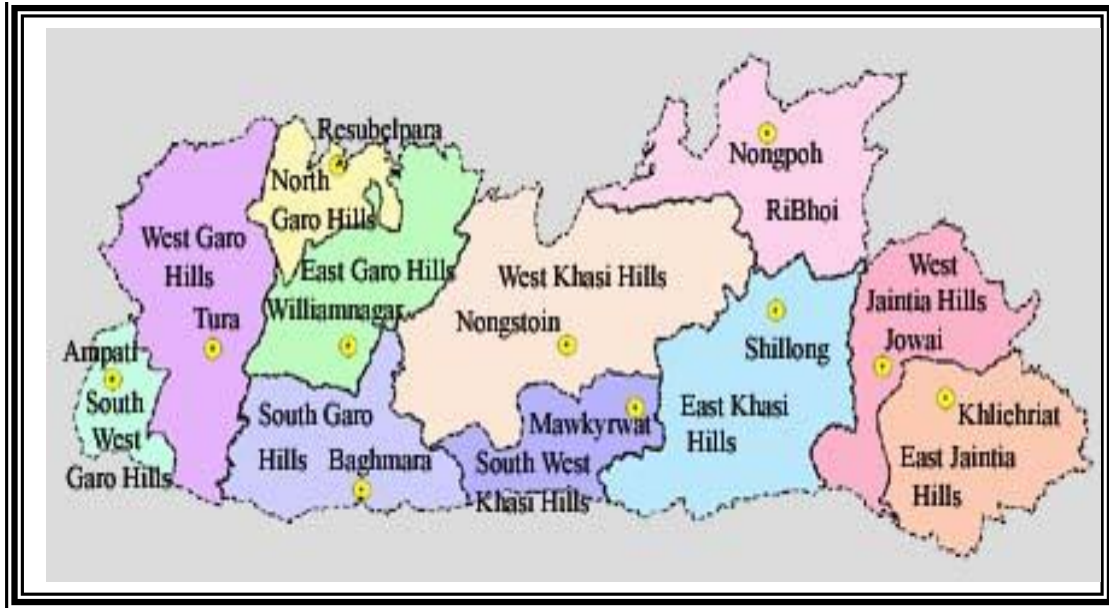 Resubelpara
North
Garo Hills
West Garo
Hills
East Garo Hills
Williamnagar
Tura
Ampati
South
West
Garo Hills
South Garo
Hills
Baghmara
West Khasi Hills
Nongstoin
Mawkyrwat
South West
Khasi Hills
Nongpoh
RiBhoi
Shillong
East Khasi
Hills
West
Jaintia Hills
Jowai
Khlichriat
East Jaintia
Hills